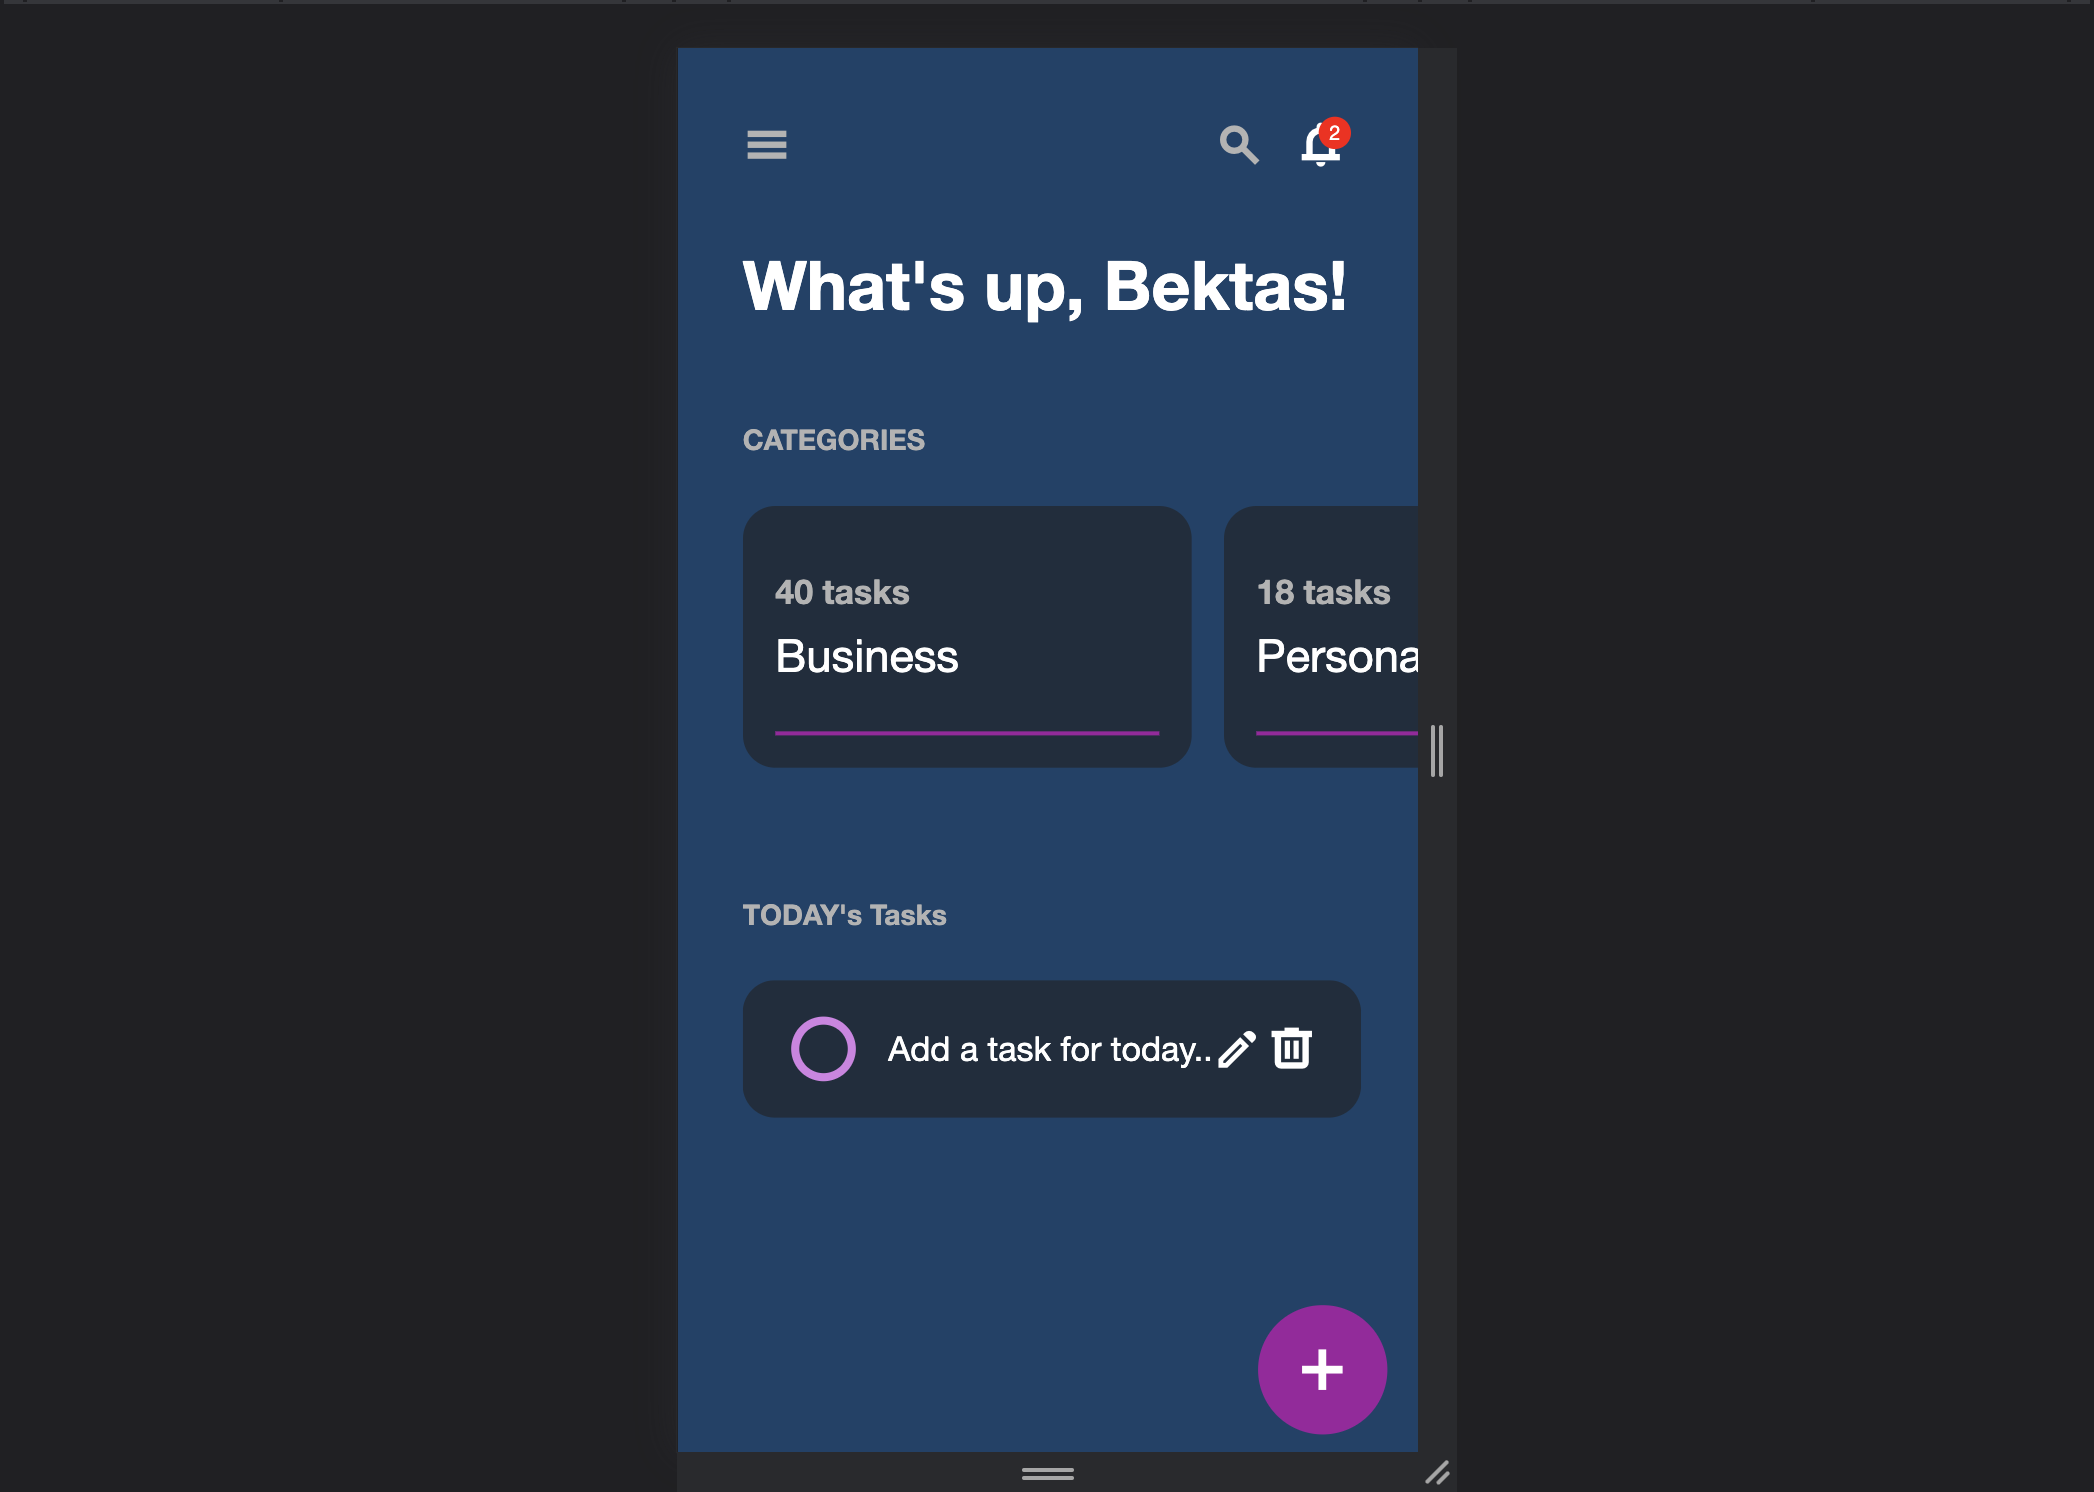 2
What's up, Bektas!
CATEGORIES
40 tasks
18 tasks
Business
Persona
TODAY's Tasks
Add a task for today..